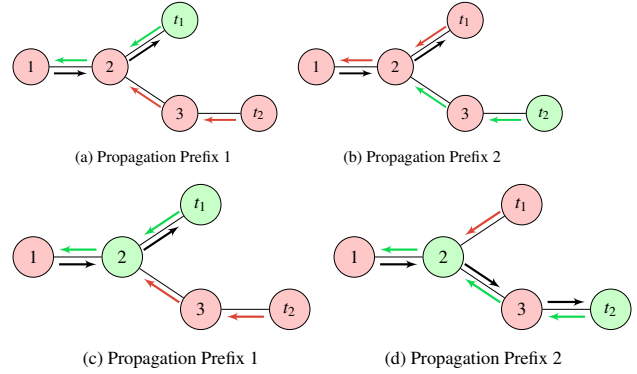 t1
1
2
3
t2
(a) Propagation Prefix 1
t1
1
2
3
t2
(b) Propagation Prefix 2
t1
1
2
3
t2
(c) Propagation Prefix 1
t1
1
2
3
t2
(d) Propagation Prefix 2